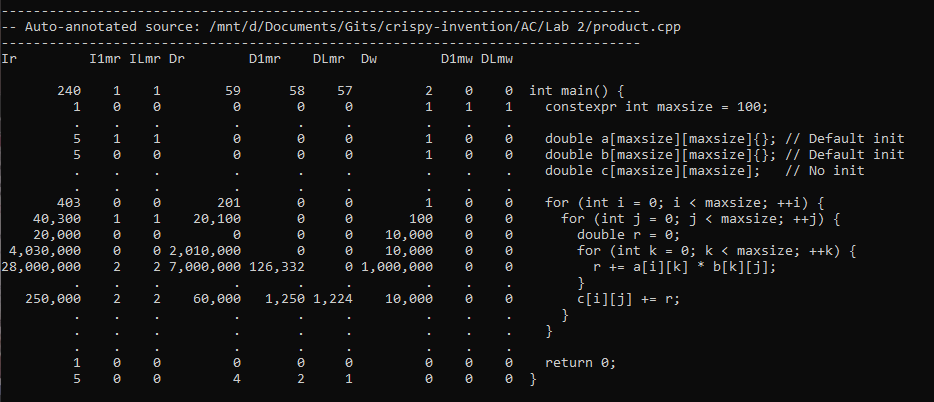 --------------------------------------------------------------------------------
-- Auto-annotated source: /mnt/d/Documents/Gits/crispy-invention/AC/Lab 2/product.cpp
--------------------------------------------------------------------------------
Ir I1mr ILmr Dr D1mr DLmr Dw D1mw DLmw
240 1 1 59 58 57 2 0 0 int main() {
1 0 0 0 0 0 1 1 1 constexpr int maxsize = 100;
. . . . . . . . .
5 1 1 0 0 0 1 0 0 double a[maxsize][maxsize]{}; // Default init
5 0 0 0 0 0 1 0 0 double b[maxsize][maxsize]{}; // Default init
. . . . . . . . . double c[maxsize][maxsize]; // No init
. . . . . . . . .
403 0 0 201 0 0 1 0 0 for (int i = 0; i < maxsize; ++i) {
40,300 1 1 20,100 0 0 100 0 0 for (int j = 0; j < maxsize; ++j) {
20,000 0 0 0 0 0 10,000 0 0 double r = 0;
4,030,000 0 0 2,010,000 0 0 10,000 0 0 for (int k = 0; k < maxsize; ++k) {
28,000,000 2 2 7,000,000 126,332 0 1,000,000 0 0 r += a[i][k] * b[k][j];
. . . . . . . . . }
250,000 2 2 60,000 1,250 1,224 10,000 0 0 c[i][j] += r;
. . . . . . . . . }
. . . . . . . . . }
. . . . . . . . .
1 0 0 0 0 0 0 0 0 return 0;
5 0 0 4 2 1 0 0 0 }